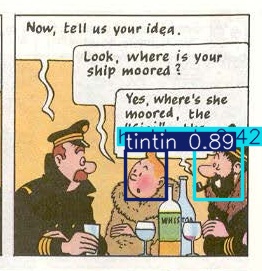 Now, tell us your idea.
Look, where is your
ship moored?
Yes, where's she
moored, the
tintin 0.89
42